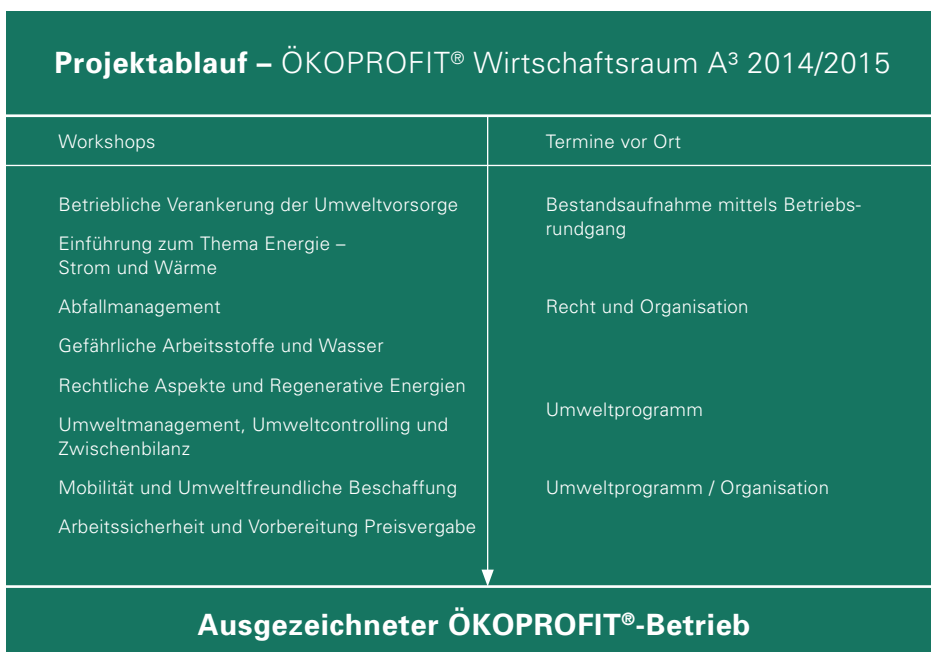 Projektablauf – ÖKOPROFIT® Wirtschaftsraum A³ 2014/2015
Workshops
Betriebliche Verankerung der Umweltvorsorge
Einführung zum Thema Energie –
Strom und Wärme
Abfallmanagement
Gefährliche Arbeitsstoffe und Wasser
Rechtliche Aspekte und Regenerative Energien
Umweltmanagement, Umweltcontrolling und
Zwischenbilanz
Mobilität und Umweltfreundliche Beschaffung
Arbeitssicherheit und Vorbereitung Preisvergabe
Termine vor Ort
Bestandsaufnahme mittels Betriebs-
rundgang
Recht und Organisation
Umweltprogramm
Umweltprogramm / Organisation
Ausgezeichneter ÖKOPROFIT®-Betrieb